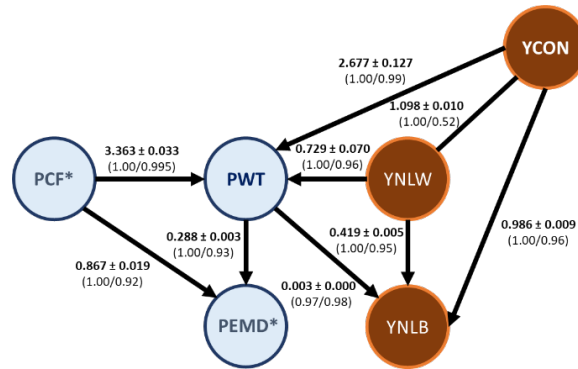 YCON
2.677 ± 0.127
(1.00/0.99)
1.098 ± 0.010
(1.00/0.52)
3.363 ± 0.033
(1.00/0.995)
0.729 ± 0.070
(1.00/0.96)
PCF*
PWT
YNLW
0.986 ± 0.009
(1.00/0.96)
0.288 ± 0.003
(1.00/0.93)
0.419 ± 0.005
(1.00/0.95)
0.867 ± 0.019
(1.00/0.92)
0.003 ± 0.000
(0.97/0.98)
PEMD*
YNLB